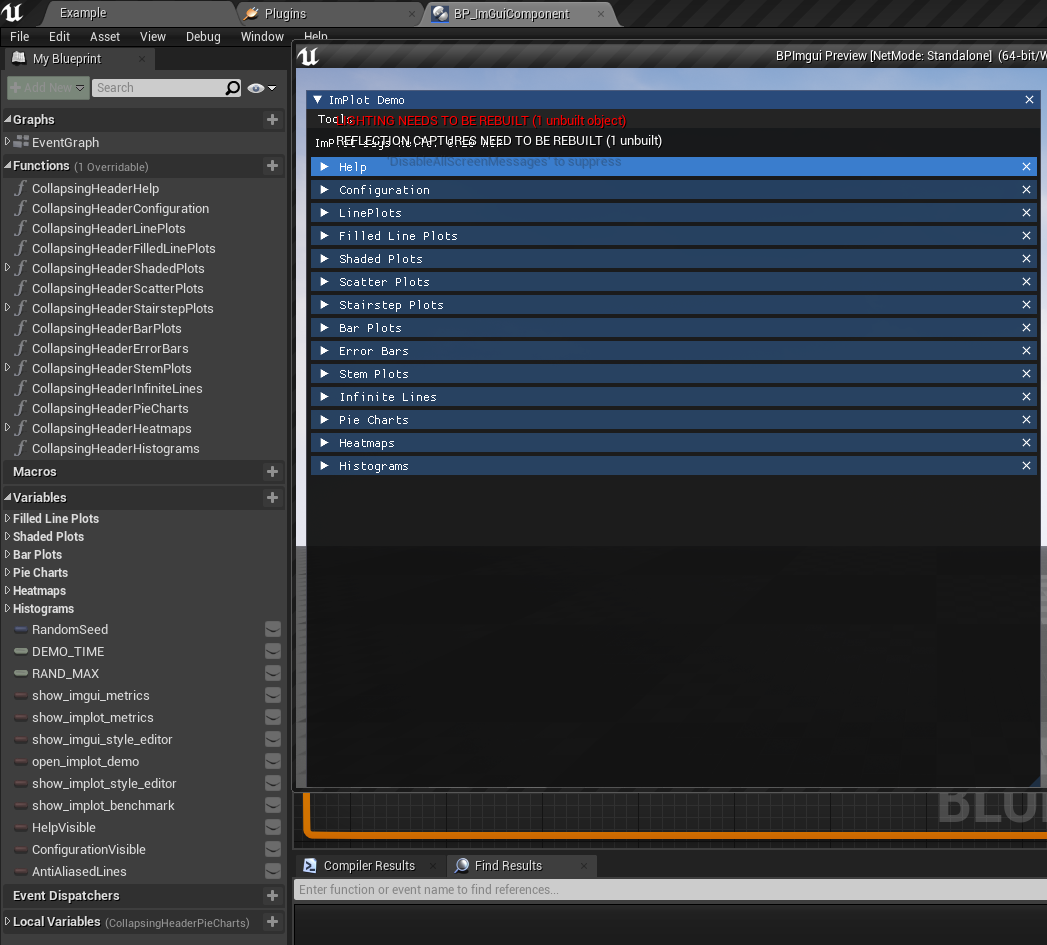 Example
Plugins
BP_ImGuiComponent
File Edit Asset View Debug Window Help
My Blueprint
BPImgui Preview [NetMode: Standalone] (64-bit/W
Add New
Search
ImPlot Demo
Tools
LIGHTING NEEDS TO BE REBUILT (1 unbuilt object)
REFLECTION CAPTURES NEED TO BE REBUILT (1 unbuilt)
ImPlot says
'DisableAllScreenMessages' to suppress
Graphs
EventGraph
Functions (1 Overridable)
CollapsingHeaderHelp
CollapsingHeaderConfiguration
CollapsingHeaderLinePlots
CollapsingHeaderFilledLinePlots
CollapsingHeaderShadedPlots
CollapsingHeaderScatterPlots
CollapsingHeaderStairstepPlots
CollapsingHeaderBarPlots
CollapsingHeaderErrorBars
CollapsingHeaderStemPlots
CollapsingHeaderInfiniteLines
CollapsingHeaderPieCharts
CollapsingHeaderHeatmaps
CollapsingHeaderHistograms
Macros
Variables
Filled Line Plots
Shaded Plots
Bar Plots
Pie Charts
Heatmaps
Histograms
RandomSeed
DEMO_TIME
RAND_MAX
show_imgui_metrics
show_implot_metrics
show_imgui_style_editor
open_implot_demo
show_implot_style_editor
show_implot_benchmark
HelpVisible
ConfigurationVisible
AntiAliasedLines
Event Dispatchers
Local Variables (CollapsingHeaderPieCharts)
Help
Configuration
LinePlots
Filled Line Plots
Shaded Plots
Scatter Plots
Stairstep Plots
Bar Plots
Error Bars
Stem Plots
Infinite Lines
Pie Charts
Heatmaps
Histograms
BLU
Compiler Results
Find Results
Enter function or event name to find references...